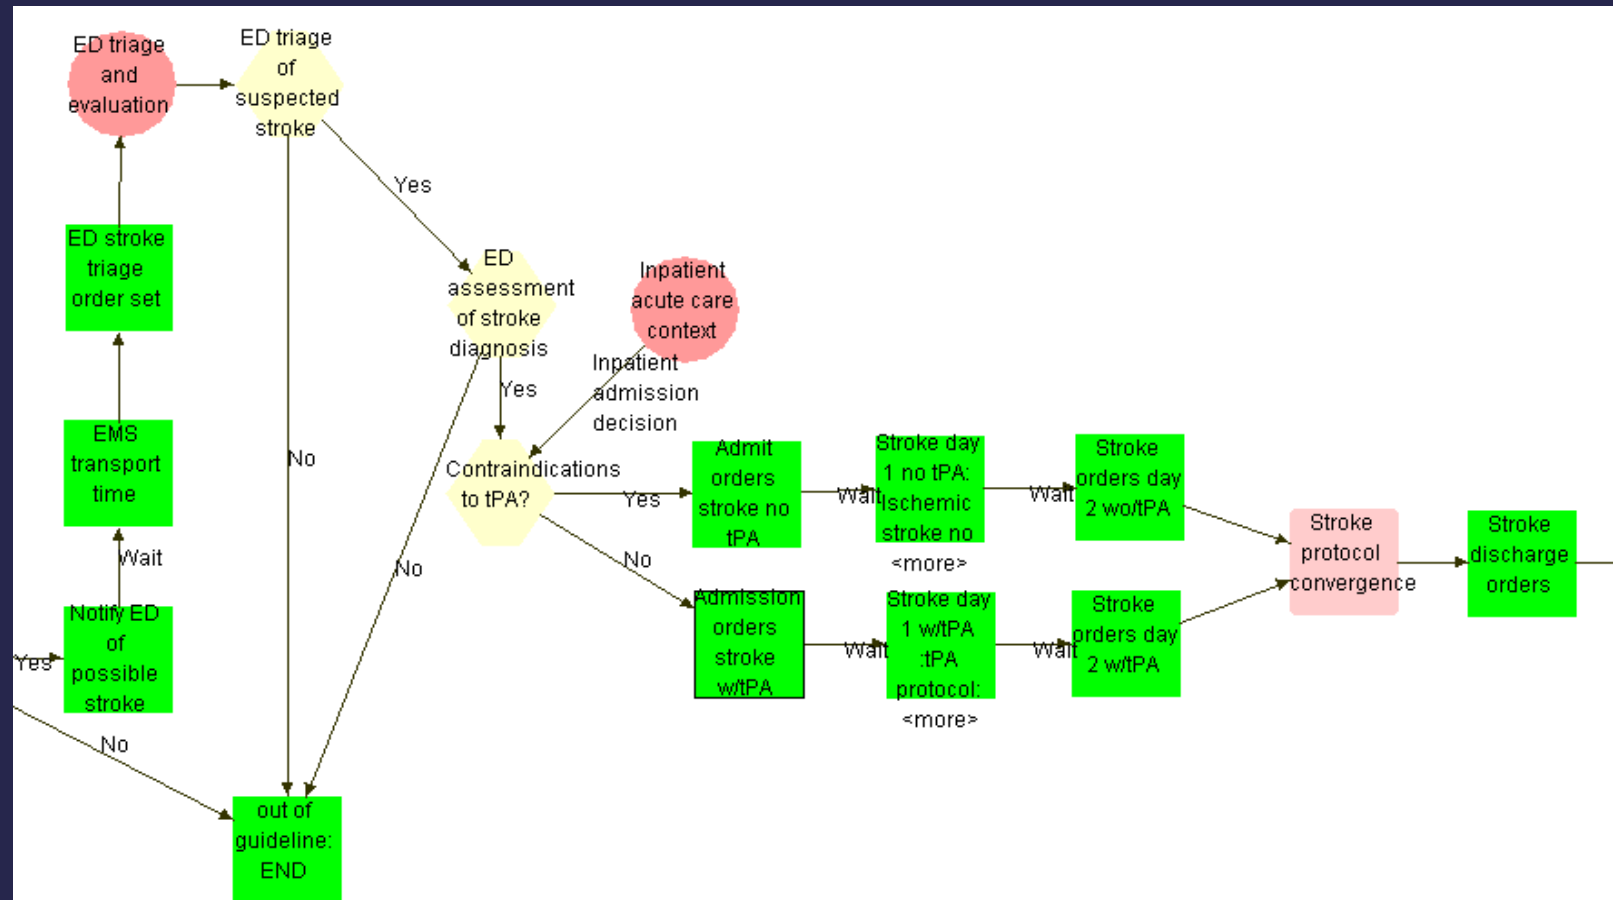 ED triage
and
evaluation
ED triage
of
suspected
stroke
Yes
ED stroke
triage
order set
ED
assessment
of stroke
diagnosis
Inpatient
acute care
context
Inpatient
admission
decision
Yes
EMS
transport
time
No
Contraindications
to tPA?
Yes
Admit
orders
stroke no
tPA
Wait
Stroke day
1 no tPA:
Ischemic
stroke no
<more>
Wait
Stroke
orders day
2 wo/tPA
Wait
No
No
Stroke
protocol
convergence
Stroke
discharge
orders
Yes
Notify ED
of
possible
stroke
Admission
orders
stroke
w/tPA
Wait
Stroke day
1 w/tPA
:tPA
protocol:
<more>
Wait
Stroke
orders day
2 w/tPA
No
out of
guideline:
END